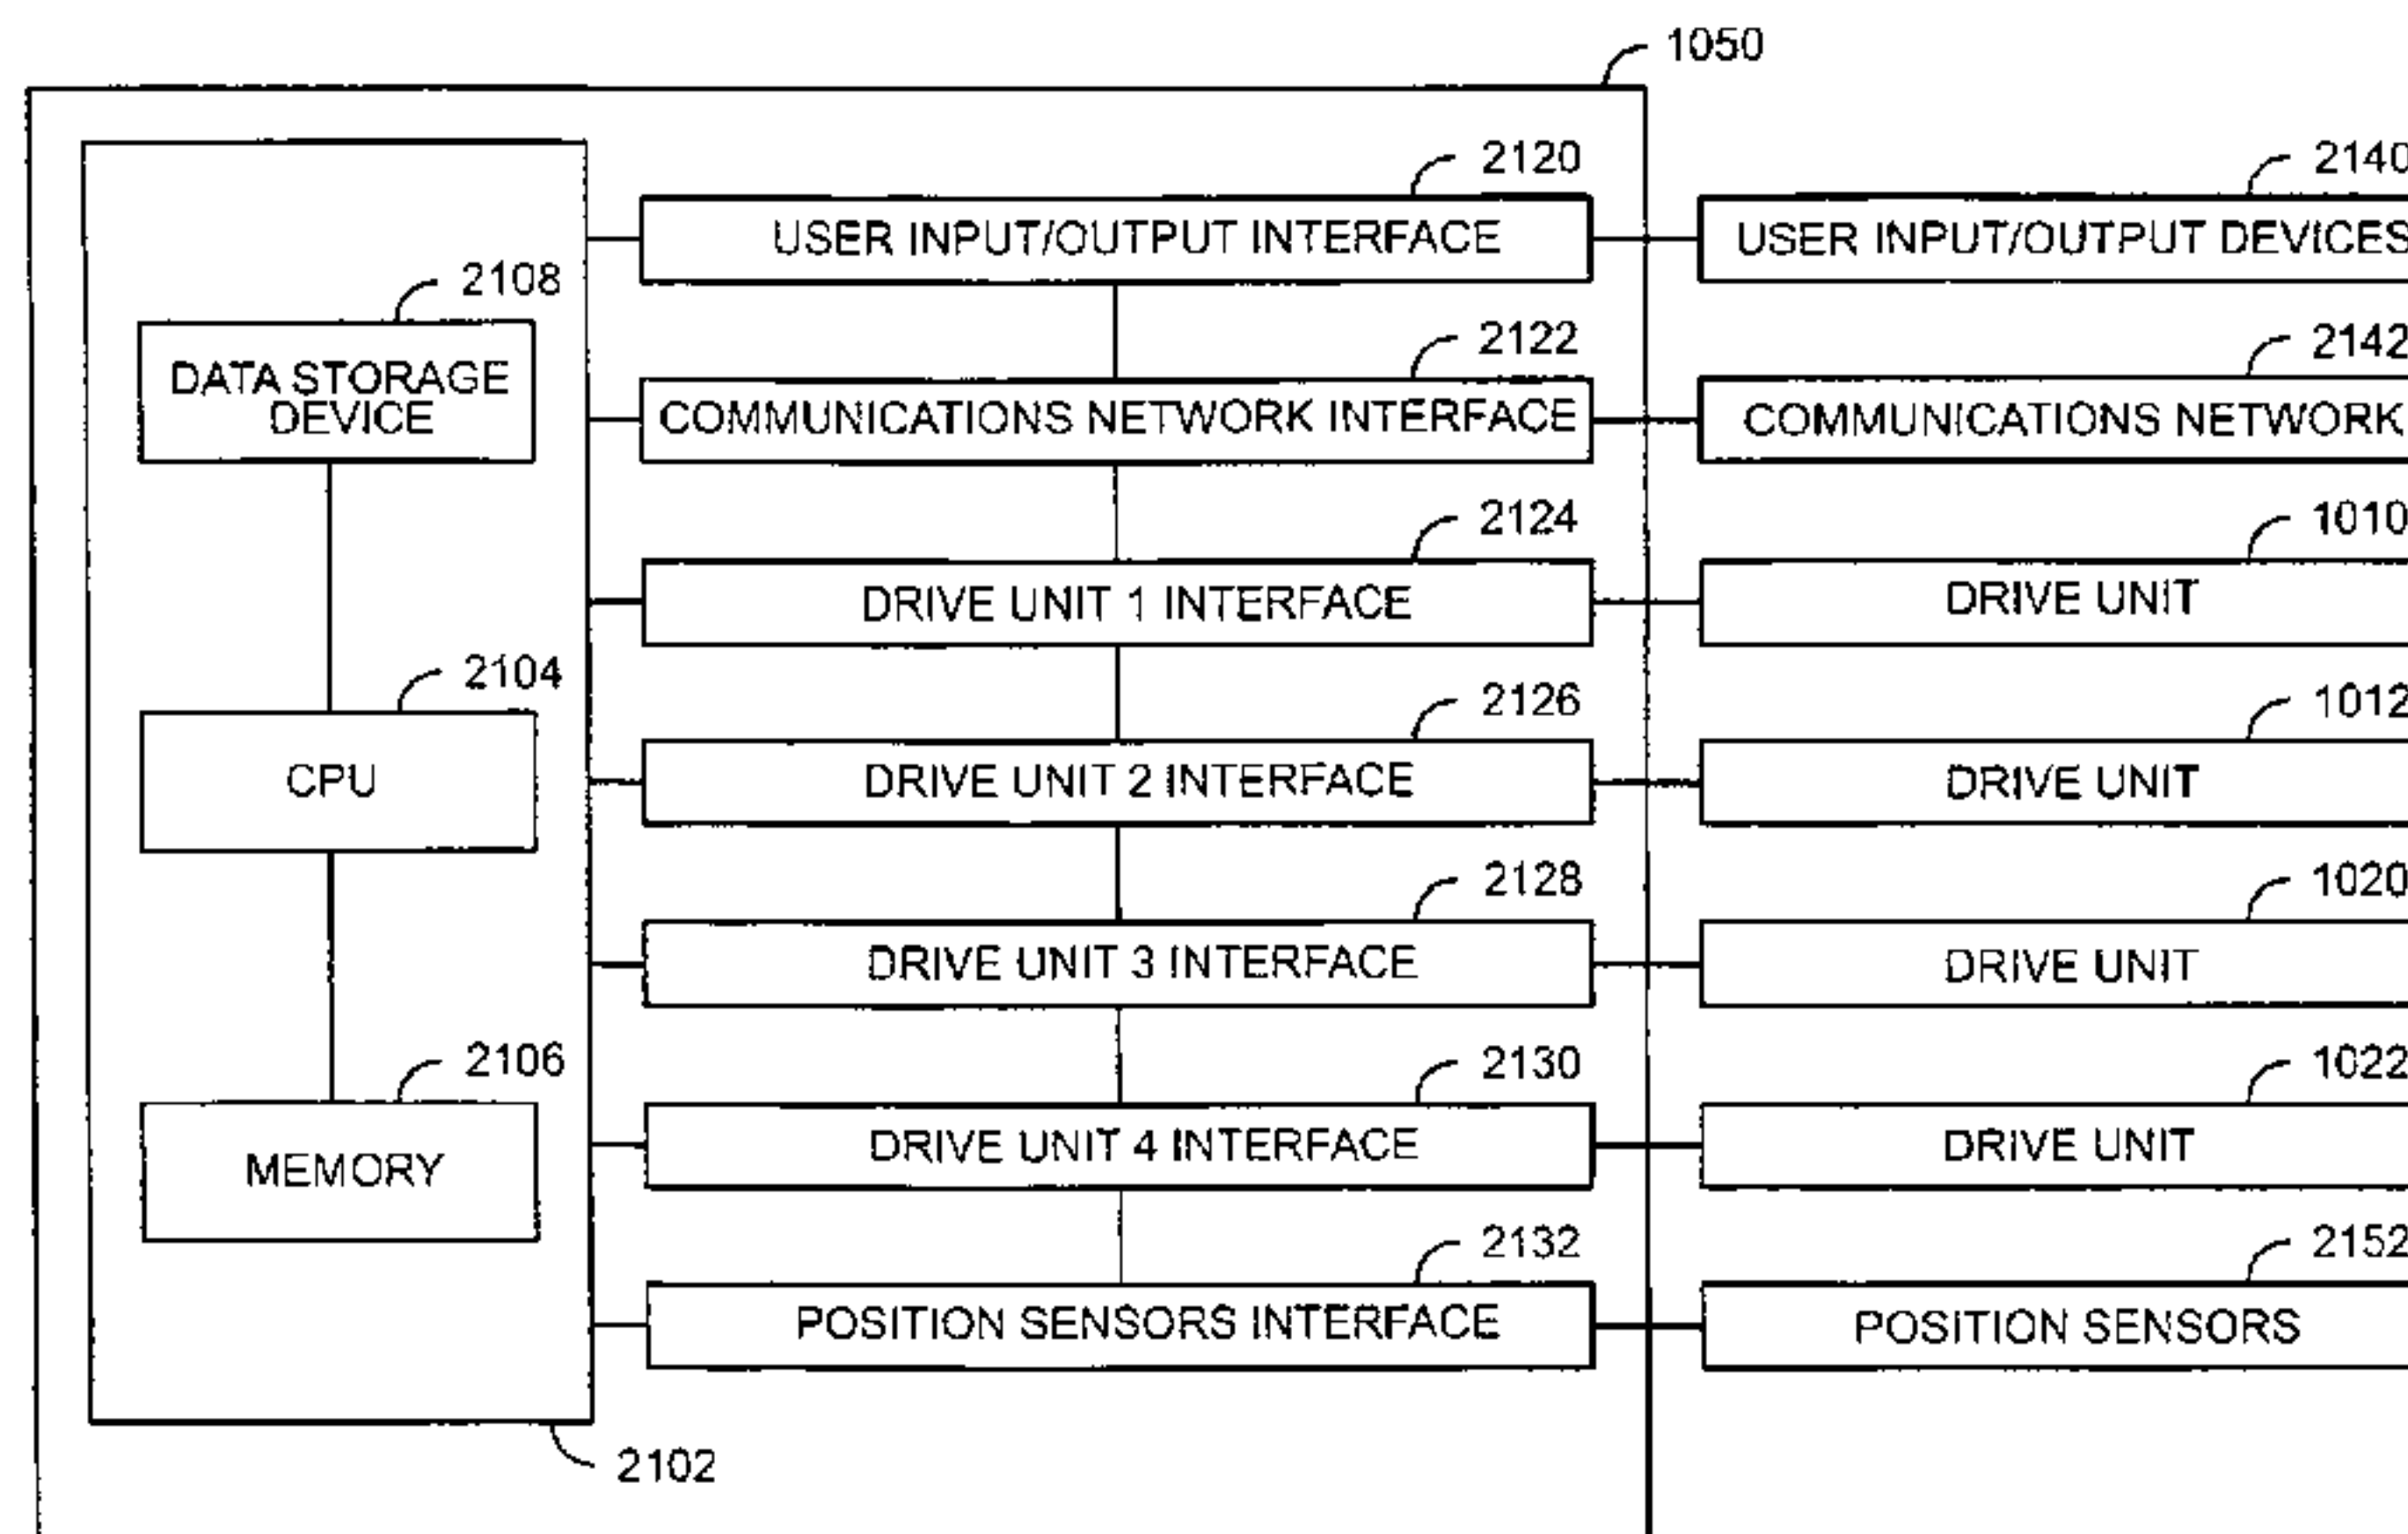 1050
2120
2140
USER INPUT/OUTPUT INTERFACE
USER INPUT/OUTPUT DEVICES
2108
DATA STORAGE
DEVICE
2122
2142
COMMUNICATIONS NETWORK INTERFACE
COMMUNICATIONS NETWORK
2124
1010
DRIVE UNIT 1 INTERFACE
DRIVE UNIT
2104
CPU
2126
1012
DRIVE UNIT 2 INTERFACE
DRIVE UNIT
2128
1020
DRIVE UNIT 3 INTERFACE
DRIVE UNIT
2106
MEMORY
2130
1022
DRIVE UNIT 4 INTERFACE
DRIVE UNIT
2132
2152
POSITION SENSORS INTERFACE
POSITION SENSORS
2102